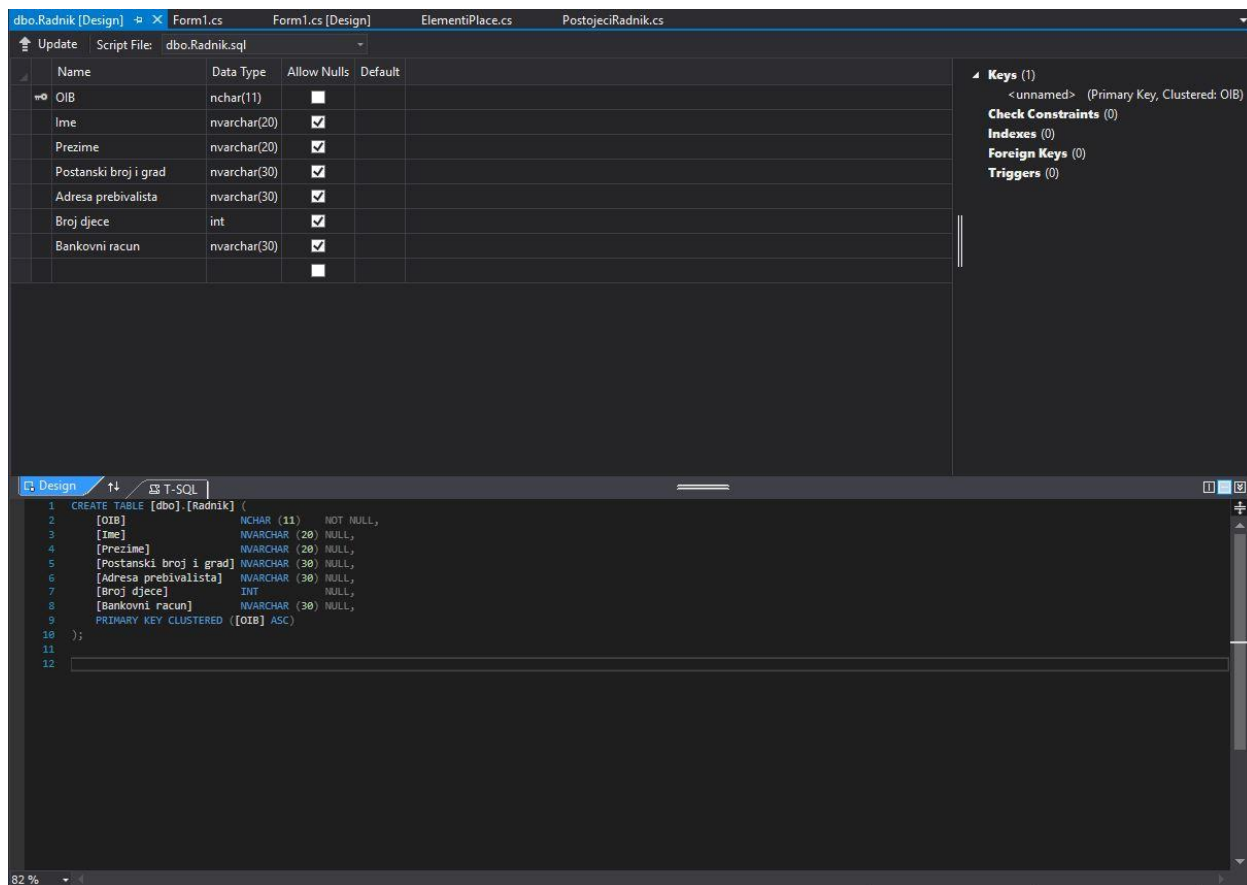 dbo.Radnik [Design] Form1.cs Form1.cs [Design] ElementiPlace.cs PostojeciRadnik.cs
Update Script File: dbo.Radnik.sql
Name Data Type Allow Nulls Default
OIB nchar(11)
Ime nvarchar(20)
Prezime nvarchar(20)
Postanski broj i grad nvarchar(30)
Adresa prebivalista nvarchar(30)
Broj djece int
Bankovni racun nvarchar(30)
Keys (1)
<unnamed> (Primary Key, Clustered: OIB)
Check Constraints (0)
Indexes (0)
Foreign Keys (0)
Triggers (0)
Design T-SQL
1 CREATE TABLE [dbo].[Radnik] (
2 [OIB] NCHAR (11) NOT NULL,
3 [Ime] NVARCHAR (20) NULL,
4 [Prezime] NVARCHAR (20) NULL,
5 [Postanski broj i grad] NVARCHAR (30) NULL,
6 [Adresa prebivalista] NVARCHAR (30) NULL,
7 [Broj djece] INT NULL,
8 [Bankovni racun] NVARCHAR (30) NULL,
9 PRIMARY KEY CLUSTERED ([OIB] ASC)
10 );
11
12
82 %